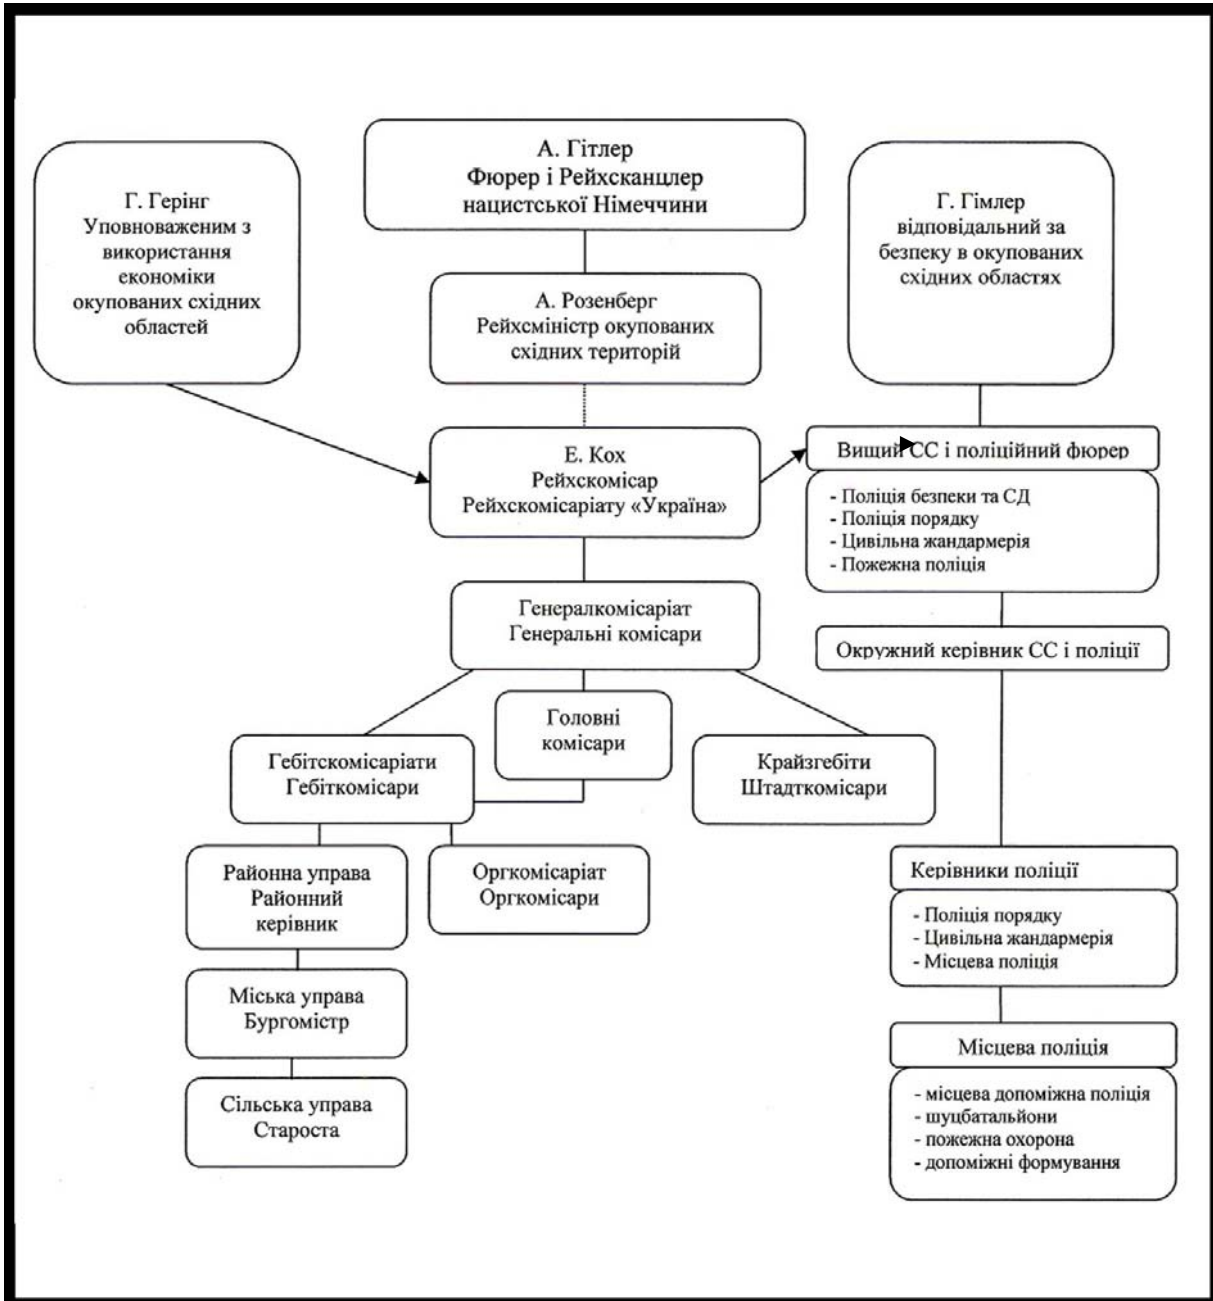 А. Гітлер
Фюрер і Рейхсканцлер
нацистської Німеччини
Г. Герінг
Уповноваженим з
використання
економіки
окупованих східних
областей
Г. Гімлер
відповідальний за
безпеку в окупованих
східних областях
А. Розенберг
Рейхсміністр окупованих
східних територій
Е. Кох
Рейхскомісар
Рейхскомісаріату «Україна»
Вищий СС і поліційний фюрер
- Поліція безпеки та СД
- Поліція порядку
- Цивільна жандармерія
- Пожежна поліція
Генералкомісаріат
Генеральні комісари
Окружний керівник СС і поліції
Головні
комісари
Гебітскомісаріати
Гебіткомісари
Крайзгебіти
Штадткомісари
Районна управа
Районний
керівник
Оргкомісаріат
Оргкомісари
Керівники поліції
- Поліція порядку
- Цивільна жандармерія
- Місцева поліція
Міська управа
Бургомістр
Місцева поліція
- місцева допоміжна поліція
- шуцбатальйони
- пожежна охорона
- допоміжні формування
Сільська управа
Староста